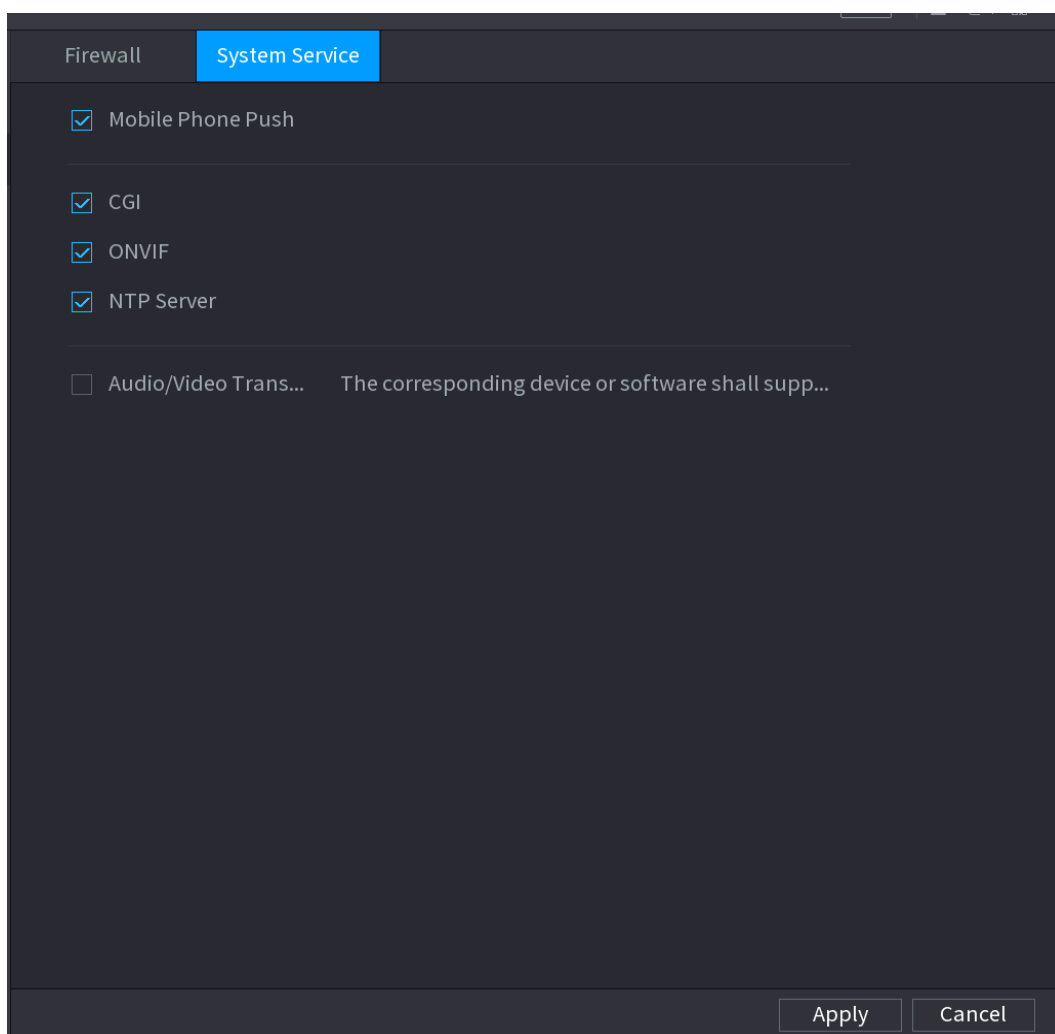 Firewall
System Service
Mobile Phone Push
CGI
ONVIF
NTP Server
Audio/Video Trans... The corresponding device or software shall supp...
Apply
Cancel